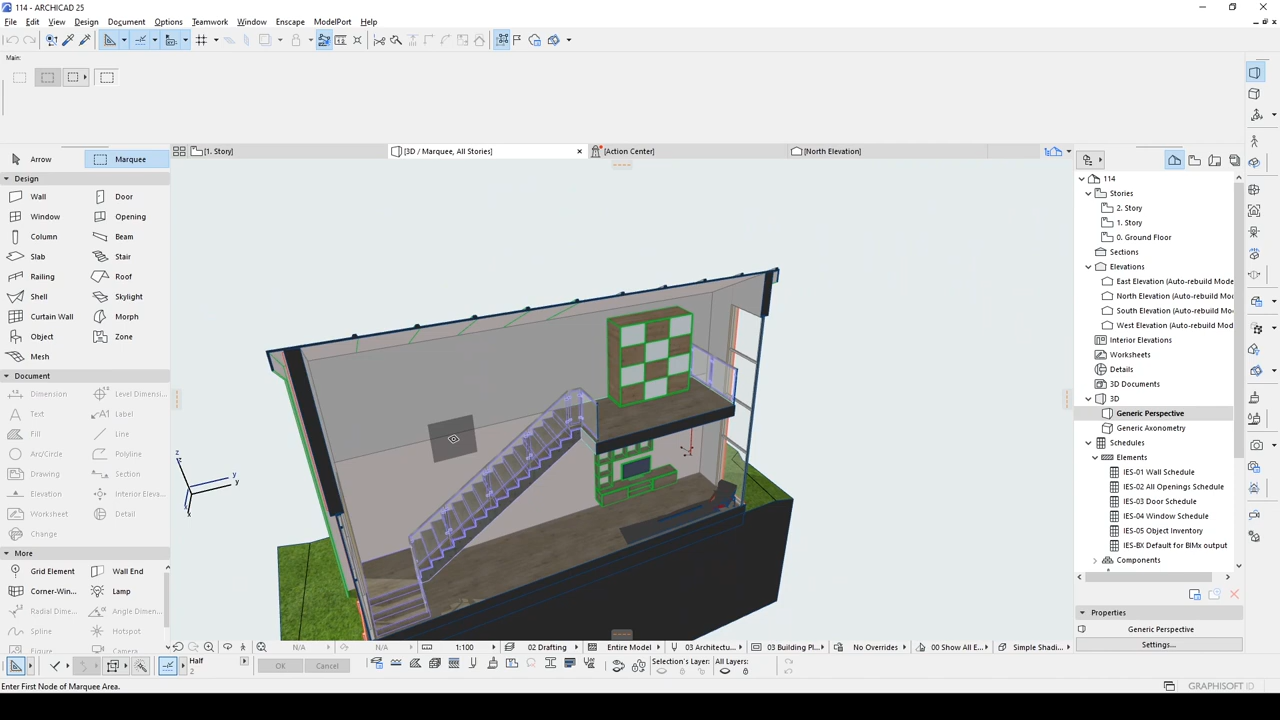 114 - ARCHICAD 25
File Edit View Design Document Options Teamwork Window Enscape ModelPort Help
Main:
[1. Story]
[3D / Marquee, All Stories]
[Action Center]
[North Elevation]
Arrow Marquee
Design
Wall Door
Window Opening
Column Beam
Slab Stair
Railing Roof
Shell Skylight
Curtain Wall Morph
Object Zone
Mesh
Document
Dimension Level Dimensi...
Text Label
Fill Line
Arc/Circle Polyline
Drawing Section
Elevation Interior Eleva...
Worksheet Detail
Change
More
Grid Element Wall End
Corner-Win... Lamp
Radial Dime... Angle Dimen...
Spline Hotspot
Figure Camera
z
y
x
z
y
114
Stories
2. Story
1. Story
0. Ground Floor
Sections
Elevations
East Elevation (Auto-rebuild Mode
North Elevation (Auto-rebuild Mod
South Elevation (Auto-rebuild Mod
West Elevation (Auto-rebuild Mode
Interior Elevations
Worksheets
Details
3D Documents
3D
Generic Perspective
Generic Axonometry
Schedules
Elements
IES-01 Wall Schedule
IES-02 All Openings Schedule
IES-03 Door Schedule
IES-04 Window Schedule
IES-05 Object Inventory
IES-BX Default for BIMx output
Components
Properties
Generic Perspective
Settings...
N/A N/A 1:100 02 Drafting Entire Model 03 Architectu... 03 Building Pl... No Overrides 00 Show All E... Simple Shadi...
Half
2
OK Cancel
Selection's Layer: All Layers:
Enter First Node of Marquee Area.
GRAPHISOFT ID